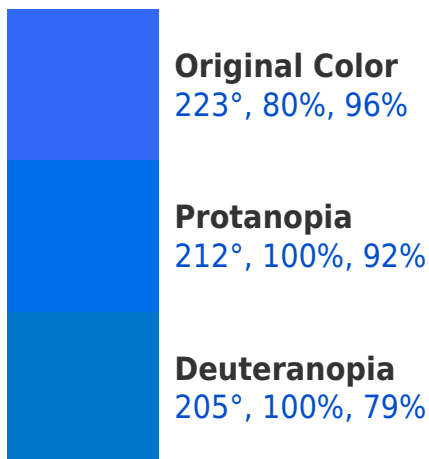 Original Color
223°, 80%, 96%
Protanopia
212°, 100%, 92%
Deuteranopia
205°, 100%, 79%